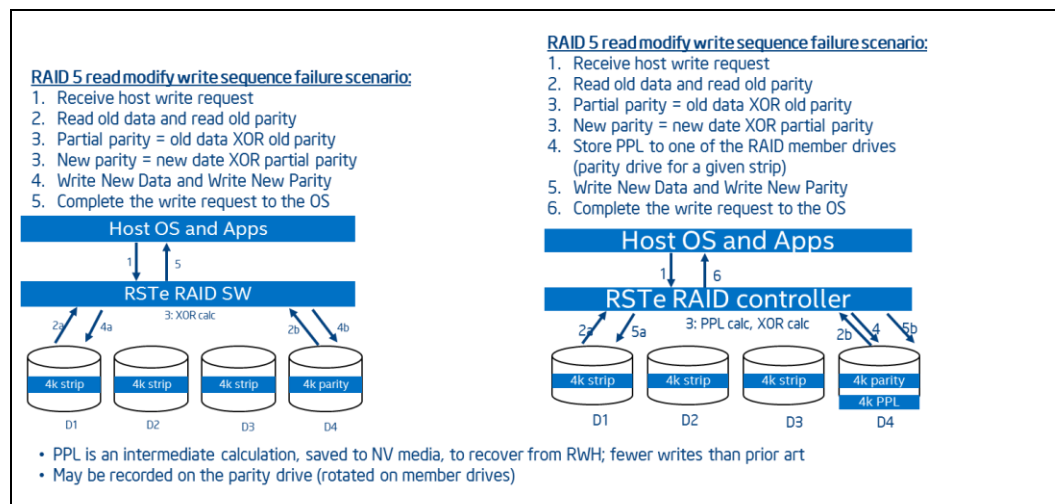 RAID 5 read modify write sequence failure scenario:
1. Receive host write request
2. Read old data and read old parity
3. Partial parity = old data XOR old parity
3. New parity = new date XOR partial parity
4. Write New Data and Write New Parity
5. Complete the write request to the OS
Host OS and Apps
1
5
RSTe RAID SW
3: XOR calc
2a
4a
2b
4b
4k strip
4k strip
4k strip
4k parity
D1
D2
D3
D4
RAID 5 read modify write sequence failure scenario:
1. Receive host write request
2. Read old data and read old parity
3. Partial parity = old data XOR old parity
3. New parity = new date XOR partial parity
4. Store PPL to one of the RAID member drives
(parity drive for a given strip)
5. Write New Data and Write New Parity
6. Complete the write request to the OS
Host OS and Apps
1
6
RSTe RAID controller
3: PPL calc, XOR calc
2a
5a
2b
4
5b
4k strip
4k strip
4k strip
4k parity
4k PPL
D1
D2
D3
D4
• PPL is an intermediate calculation, saved to NV media, to recover from RWH; fewer writes than prior art
• May be recorded on the parity drive (rotated on member drives)